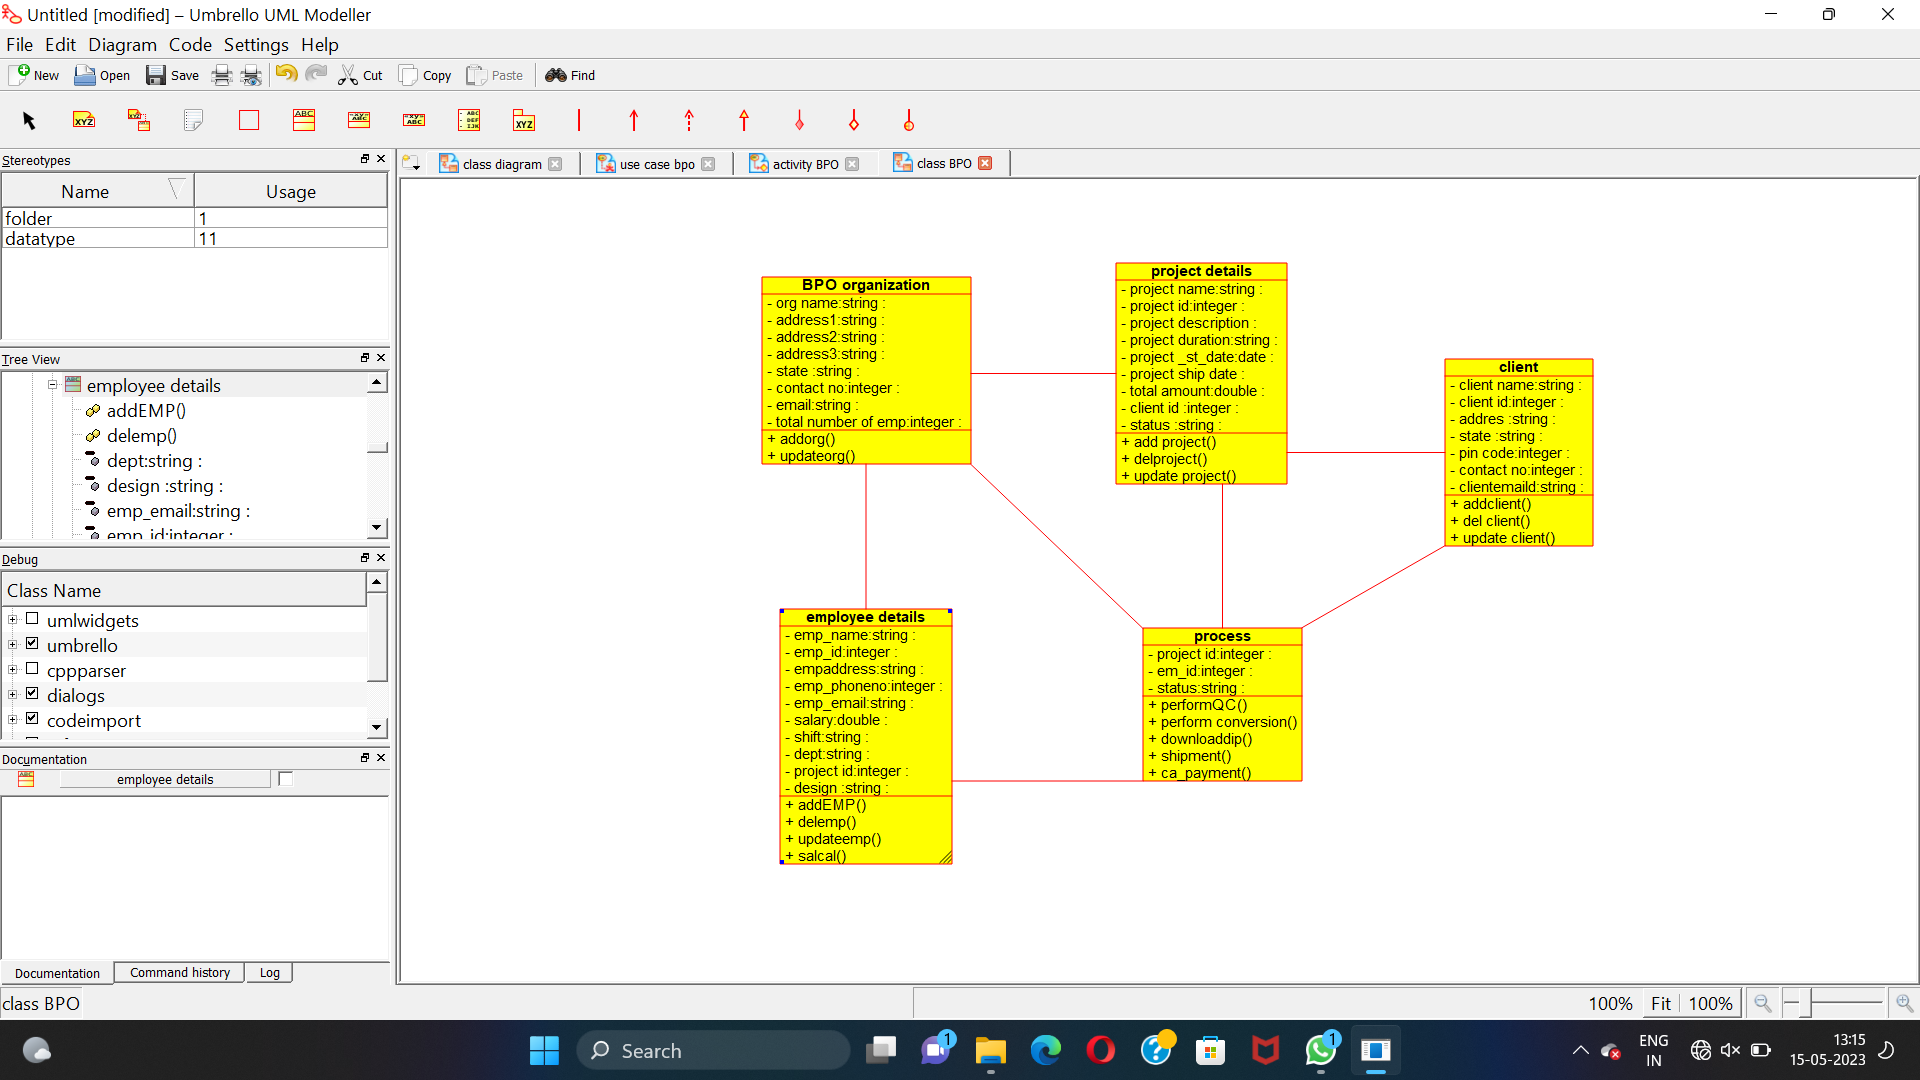 Untitled [modified] – Umbrello UML Modeller
File Edit Diagram Code Settings Help
New Open Save Cut Copy Paste Find
Stereotypes
Name Usage
folder 1
datatype 11
Tree View
employee details
addEMP()
delemp()
dept:string :
design :string :
emp_email:string :
emp_id:integer :
Debug
Class Name
umlwidgets
umbrello
cppparser
dialogs
codeimport
Documentation
employee details
Documentation Command history Log
class diagram use case bpo activity BPO class BPO
BPO organization
- org name:string :
- address1:string :
- address2:string :
- address3:string :
- state :string :
- contact no:integer :
- email:string :
- total number of emp:integer :
+ addorg()
+ updateorg()
project details
- project name:string :
- project id:integer :
- project description :
- project duration:string :
- project _st_date:date :
- project ship date :
- total amount:double :
- client id :integer :
- status :string :
+ add project()
+ delproject()
+ update project()
client
- client name:string :
- client id:integer :
- addres :string :
- state :string :
- pin code:integer :
- contact no:integer :
- clientemaild:string :
+ addclient()
+ del client()
+ update client()
employee details
- emp_name:string :
- emp_id:integer :
- empaddress:string :
- emp_phoneno:integer :
- emp_email:string :
- salary:double :
- shift:string :
- dept:string :
- project id:integer :
- design :string :
+ addEMP()
+ delemp()
+ updateemp()
+ salcal()
process
- project id:integer :
- em_id:integer :
- status:string :
+ performQC()
+ perform conversion()
+ downloaddip()
+ shipment()
+ ca_payment()
class BPO
100% Fit 100%
Search
1
1
ENG
IN
13:15
15-05-2023